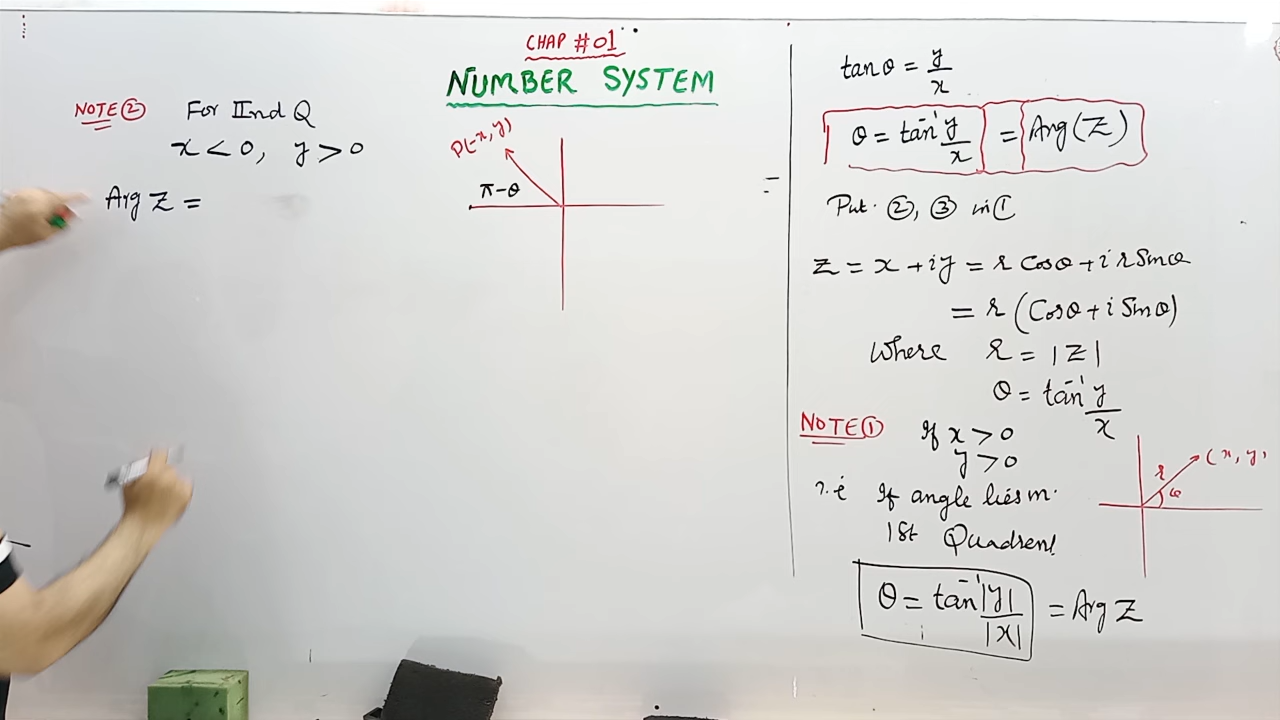 CHAP #01
NUMBER SYSTEM
NOTE ② For IInd Q
x < 0, y > 0
Arg Z =
P(-x, y)
π-θ
tanθ = y/x
θ = tan⁻¹ y/x = Arg(Z)
Put ②, ③ in ①
Z = x + iy = r Cosθ + i r Sinθ
= r (Cosθ + i Sinθ)
Where r = |Z|
θ = tan⁻¹ y/x
NOTE ① If x > 0
y > 0
i.e If angle lies in
1St Quadrent
(x, y)
r
θ
θ = tan⁻¹ |y|/|x| = Arg Z